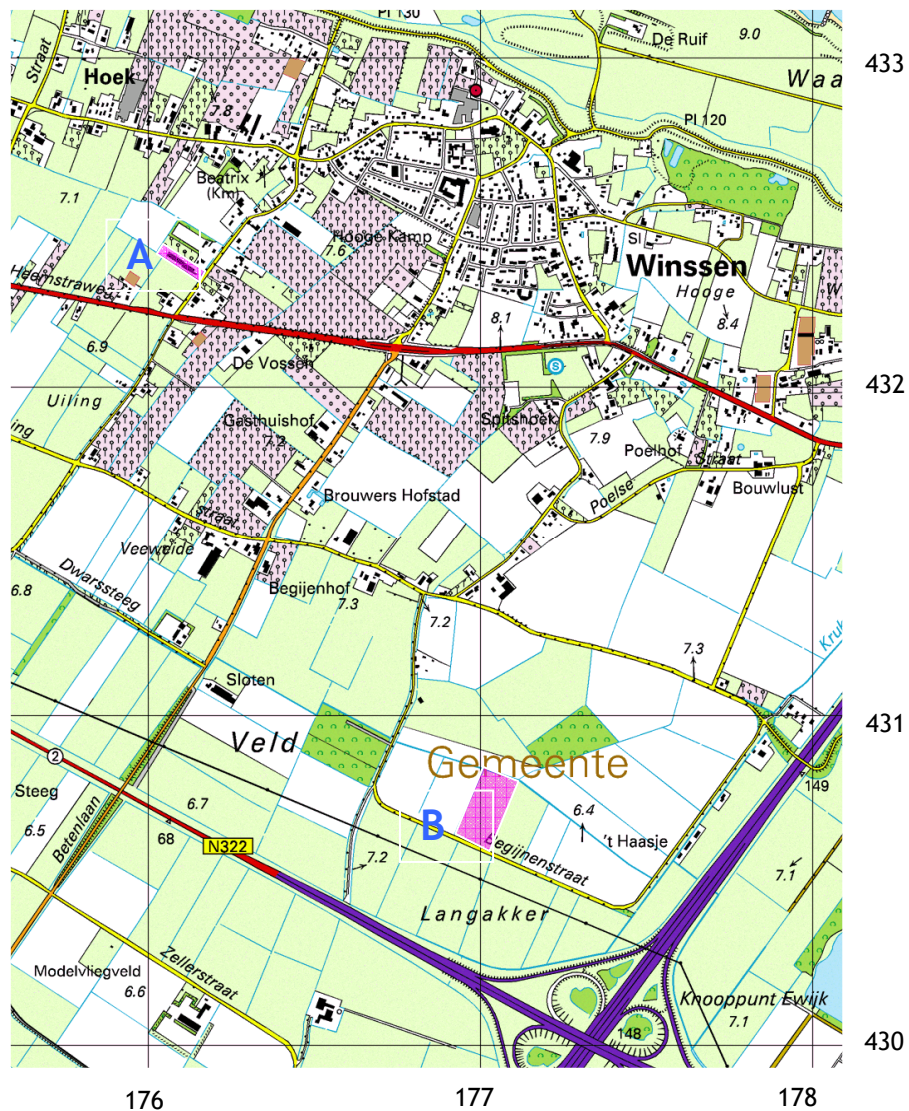 Pl 130
De Ruif
9.0
433
Straat
Hoek
Waa
7.8
Pl 120
Beatrix
(Km)
7.1
Hooge Kamp
7.6
Sl
Winssen
A
Heemstraweg
Hooge
W
8.1
8.4
6.9
De Vossen
S
432
Uiling
Gasthuishof
7.2
Spitshoek
7.9
ing
Poelhof
Straat
Bouwlust
Brouwers Hofstad
Poelse
Straat
Veeweide
Dwarssteeg
6.8
Begijenhof
7.3
7.2
7.3
Kruk
Sloten
431
Veld
Gemeente
2
149
Steeg
6.7
6.4
6.5
Betenlaan
68
B
't Haasje
N322
7.2
Begijnenstraat
7.1
Langakker
Zellerstraat
Modelvliegveld
6.6
Knooppunt Ewijk
7.1
148
430
176
177
178